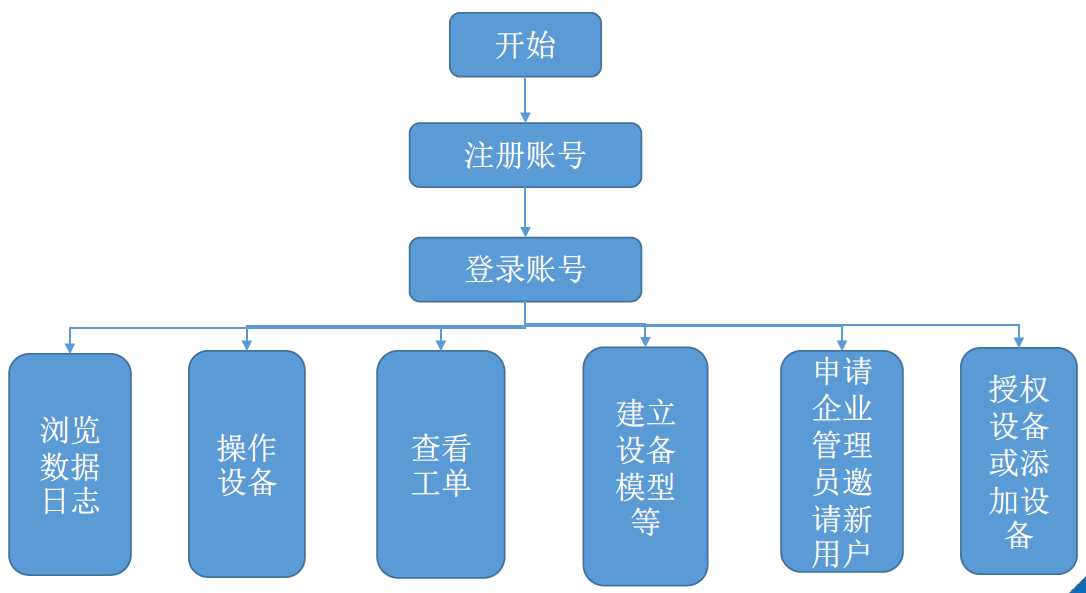 开始
注册账号
登录账号
浏览
数据
日志
操作
设备
查看
工单
建立
设备
模型
等
申请
企业
管理
员邀
请新
用户
授权
设备
或添
加设
备